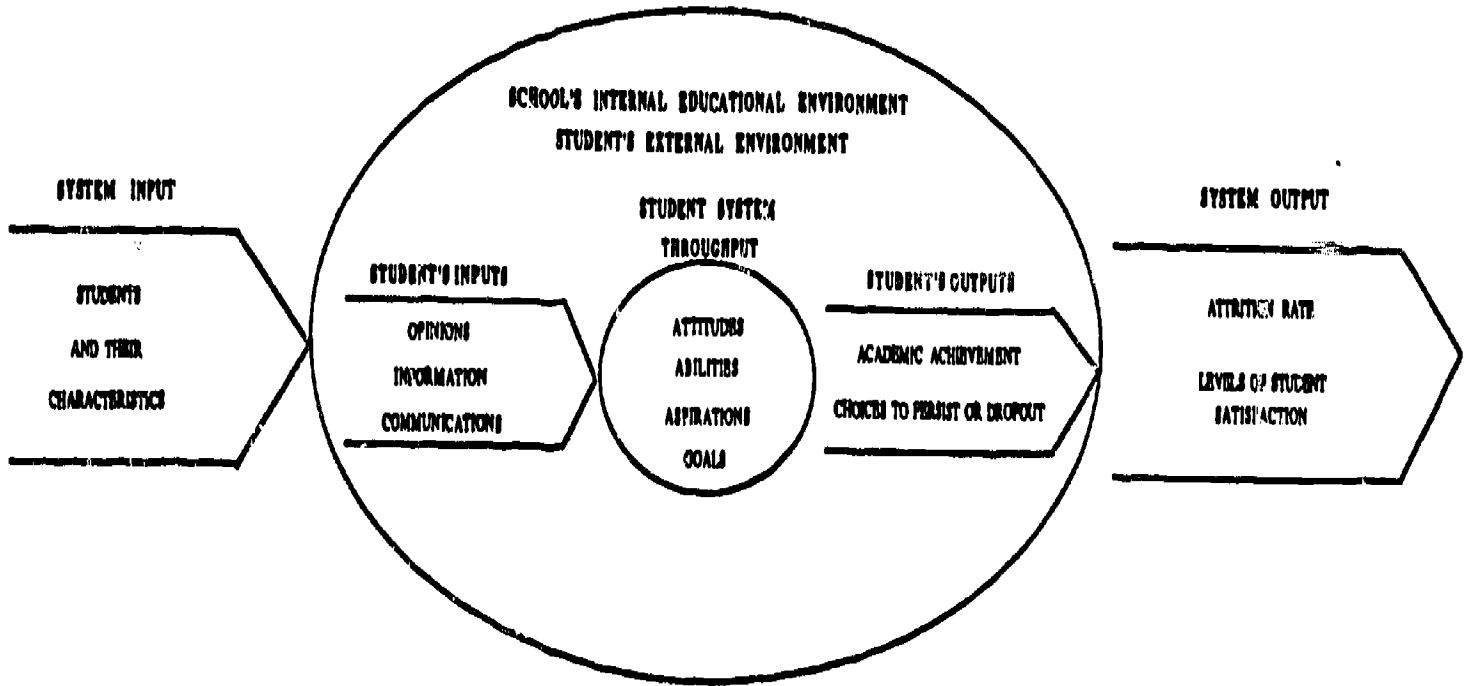 SCHOOL'S INTERNAL EDUCATIONAL ENVIRONMENT
STUDENT'S EXTERNAL ENVIRONMENT
SYSTEM INPUT
STUDENTS
AND THEIR
CHARACTERISTICS
STUDENT'S INPUTS
OPINIONS
INFORMATION
COMMUNICATIONS
STUDENT SYSTEM
THROUGHPUT
ATTITUDES
ABILITIES
ASPIRATIONS
GOALS
STUDENT'S OUTPUTS
ACADEMIC ACHIEVEMENT
CHOICES TO PERSIST OR DROPOUT
SYSTEM OUTPUT
ATTRITION RATE
LEVELS OF STUDENT
SATISFACTION